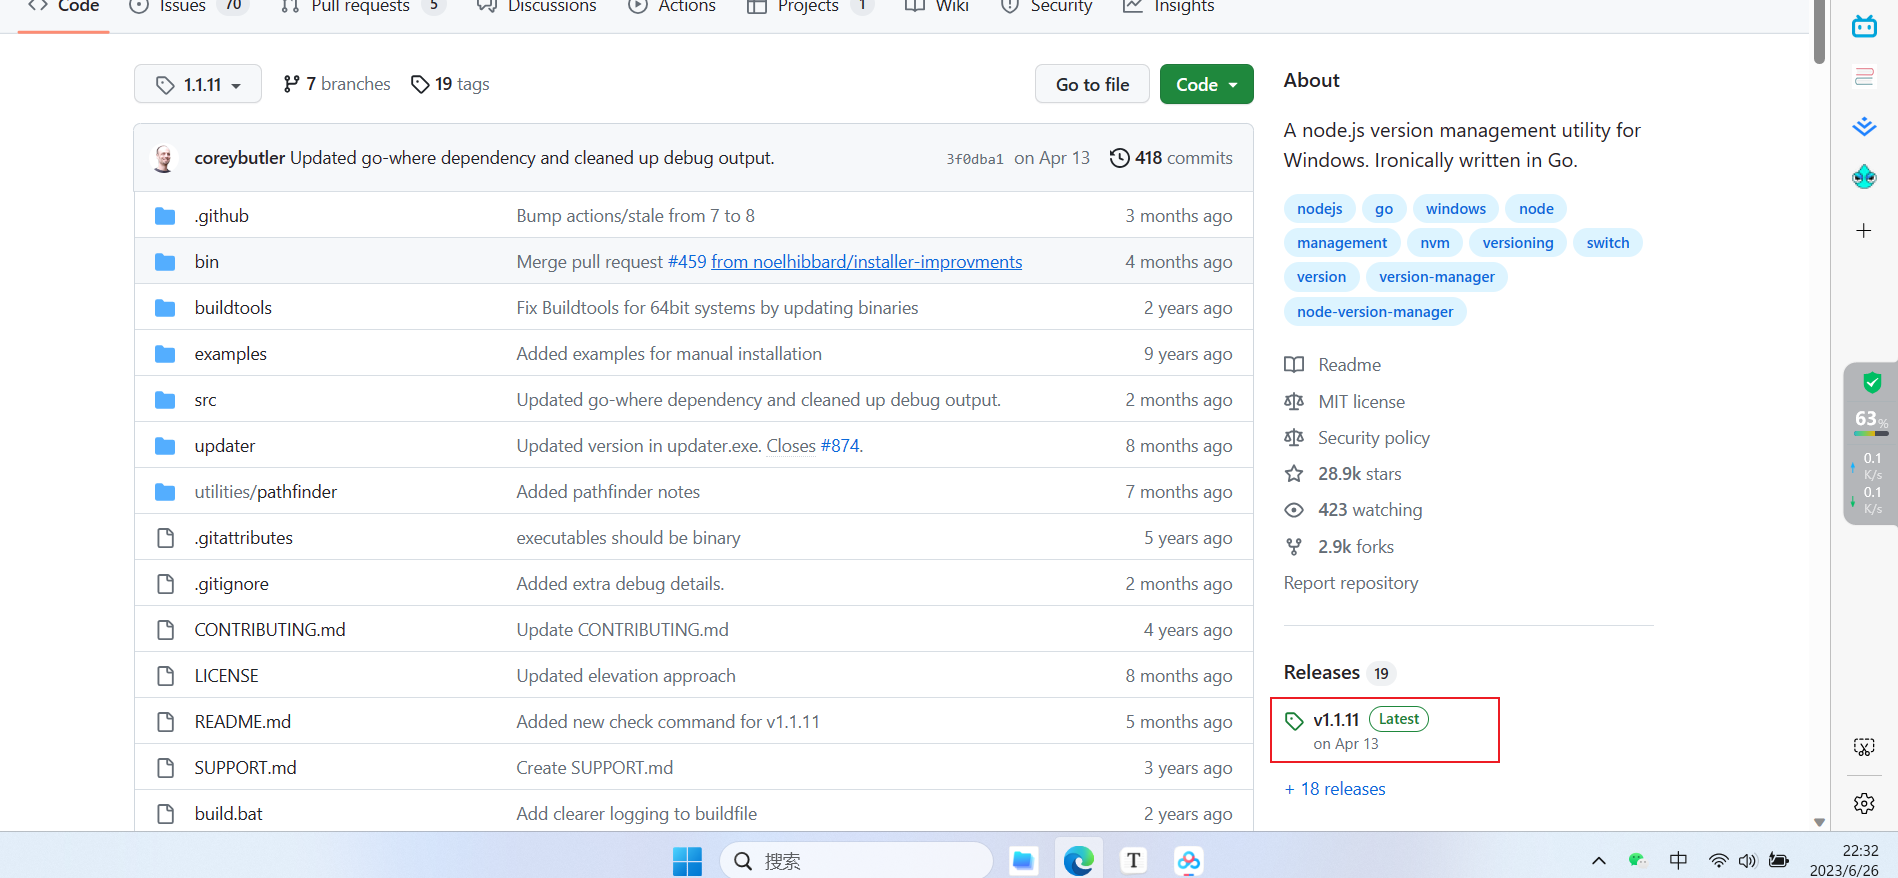 Code Issues 70 Pull requests 5 Discussions Actions Projects 1 Wiki Security Insights
1.1.11 7 branches 19 tags Go to file Code
coreybutler Updated go-where dependency and cleaned up debug output. 3f0dba1 on Apr 13 418 commits
.github Bump actions/stale from 7 to 8 3 months ago
bin Merge pull request #459 from noelhibbard/installer-improvments 4 months ago
buildtools Fix Buildtools for 64bit systems by updating binaries 2 years ago
examples Added examples for manual installation 9 years ago
src Updated go-where dependency and cleaned up debug output. 2 months ago
updater Updated version in updater.exe. Closes #874. 8 months ago
utilities/pathfinder Added pathfinder notes 7 months ago
.gitattributes executables should be binary 5 years ago
.gitignore Added extra debug details. 2 months ago
CONTRIBUTING.md Update CONTRIBUTING.md 4 years ago
LICENSE Updated elevation approach 8 months ago
README.md Added new check command for v1.1.11 5 months ago
SUPPORT.md Create SUPPORT.md 3 years ago
build.bat Add clearer logging to buildfile 2 years ago
About
A node.js version management utility for
Windows. Ironically written in Go.
nodejs go windows node
management nvm versioning switch
version version-manager
node-version-manager
Readme
MIT license
Security policy
28.9k stars
423 watching
2.9k forks
Report repository
Releases 19
v1.1.11 Latest
on Apr 13
+ 18 releases
63%
0.1
K/s
0.1
K/s
搜索
T
中
22:32
2023/6/26